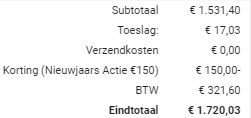 Subtotaal € 1.531,40
Toeslag: € 17,03
Verzendkosten € 0,00
Korting (Nieuwjaars Actie €150) € 150,00-
BTW € 321,60
Eindtotaal € 1.720,03